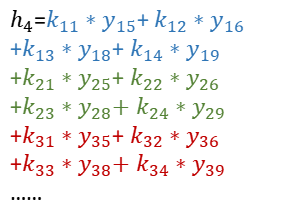 h₄=k₁₁ * y₁₅+ k₁₂ * y₁₆
+k₁₃ * y₁₈+ k₁₄ * y₁₉
+k₂₁ * y₂₅+ k₂₂ * y₂₆
+k₂₃ * y₂₈+ k₂₄ * y₂₉
+k₃₁ * y₃₅+ k₃₂ * y₃₆
+k₃₃ * y₃₈+ k₃₄ * y₃₉
......